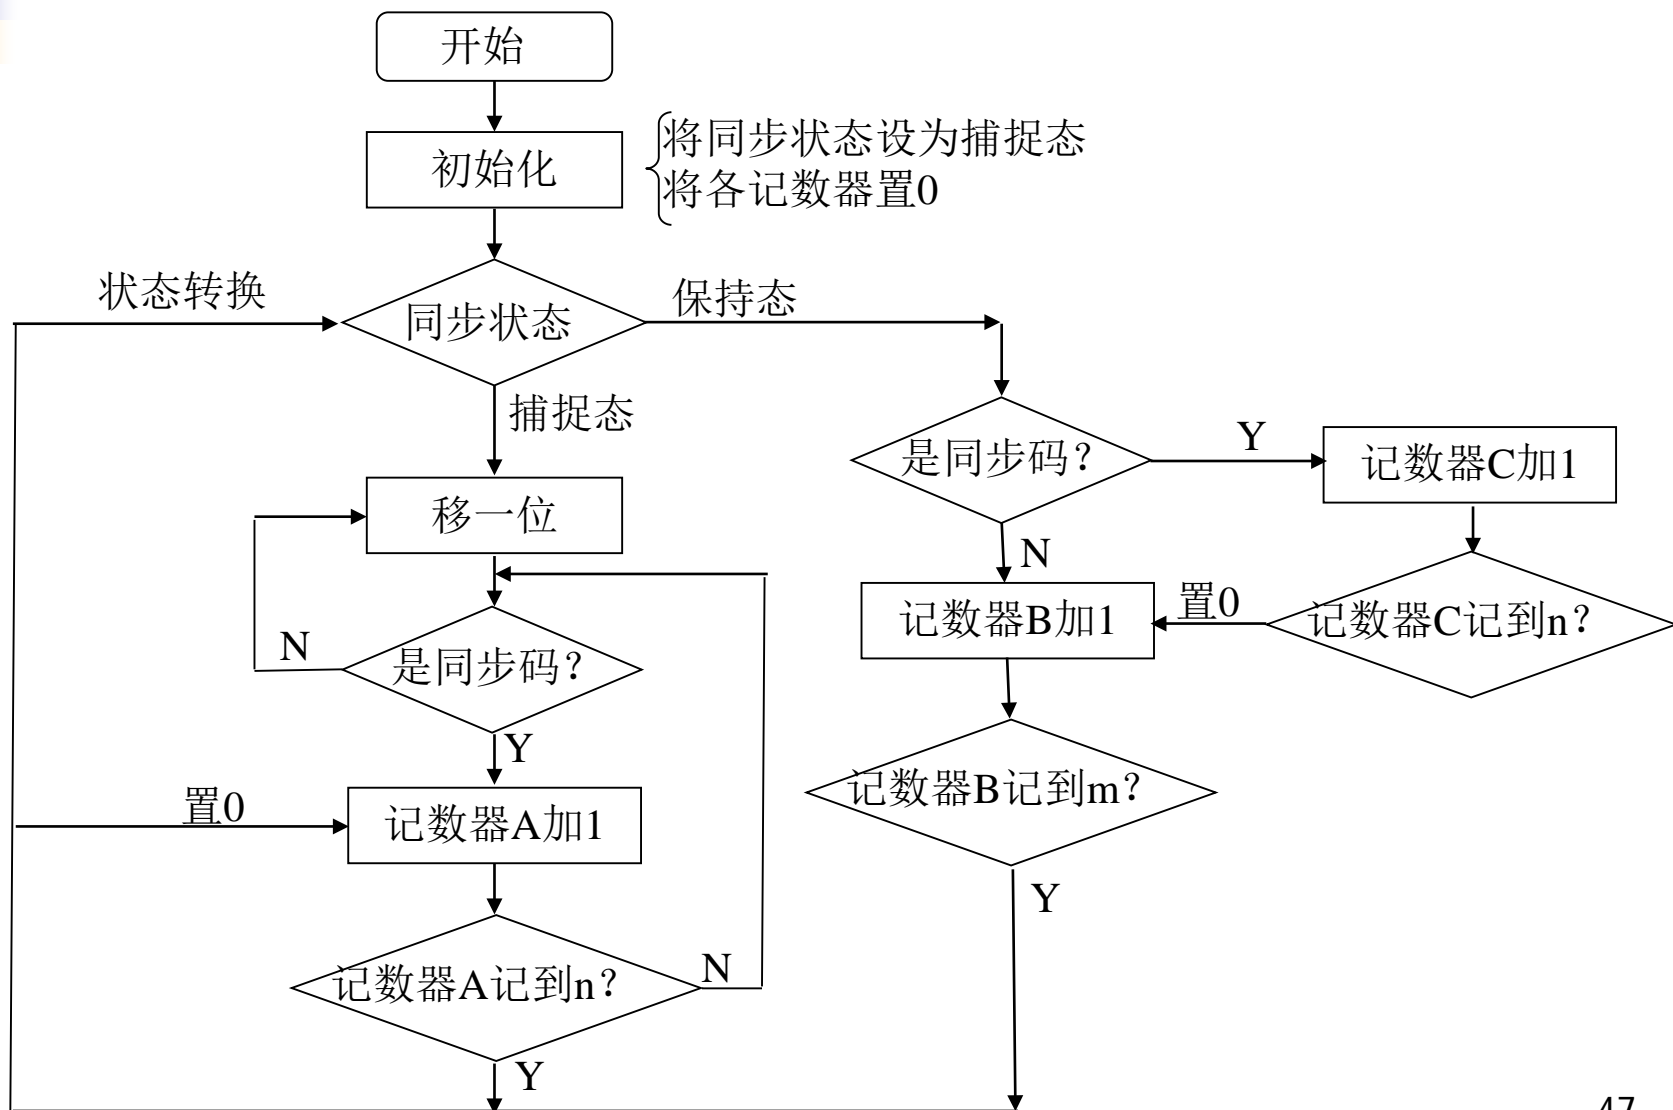 开始
初始化
将同步状态设为捕捉态
将各记数器置0
状态转换
同步状态
保持态
捕捉态
移一位
N
是同步码？
Y
置0
记数器A加1
记数器A记到n？
N
Y
是同步码？
Y
记数器C加1
N
记数器B加1
置0
记数器C记到n？
记数器B记到m？
Y
47